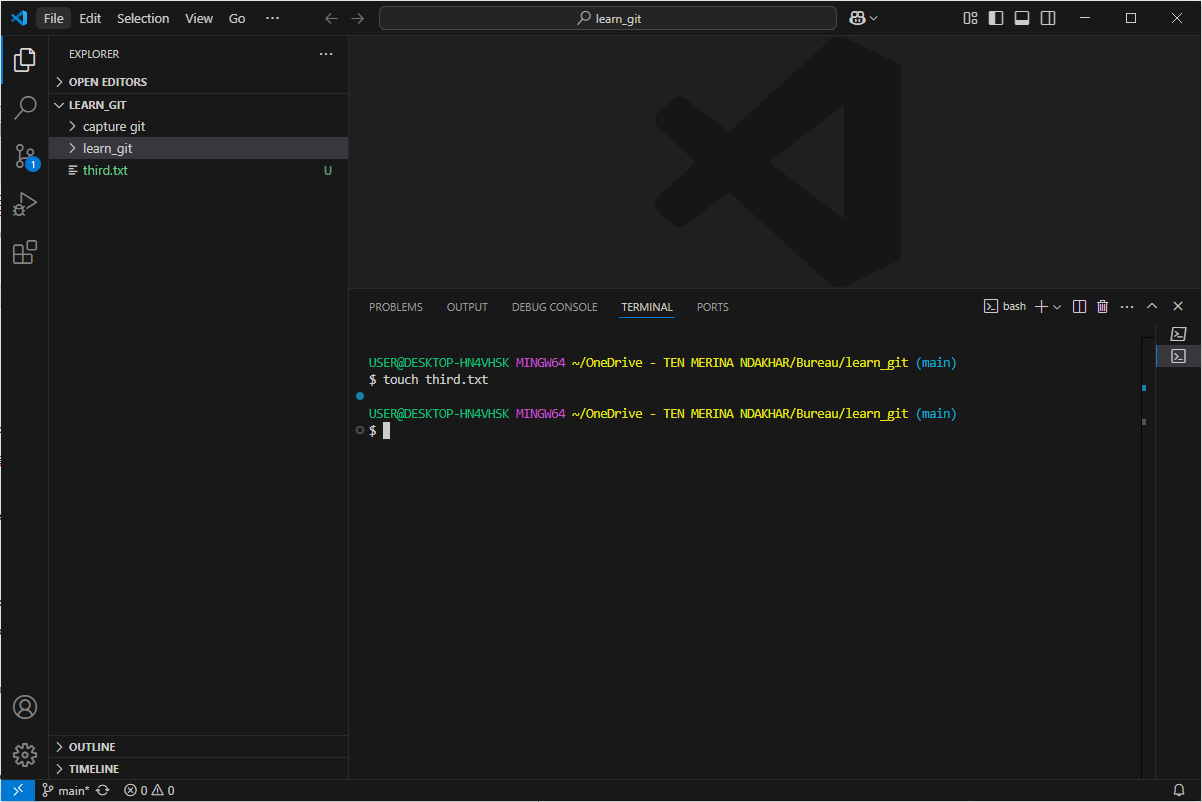 File Edit Selection View Go ···
learn_git
EXPLORER
OPEN EDITORS
LEARN_GIT
capture git
learn_git
third.txt U
1
OUTLINE
TIMELINE
PROBLEMS OUTPUT DEBUG CONSOLE TERMINAL PORTS
bash
USER@DESKTOP-HN4VHSK MINGW64 ~/OneDrive - TEN MERINA NDAKHAR/Bureau/learn_git (main)
$ touch third.txt
USER@DESKTOP-HN4VHSK MINGW64 ~/OneDrive - TEN MERINA NDAKHAR/Bureau/learn_git (main)
$
main* 0 0